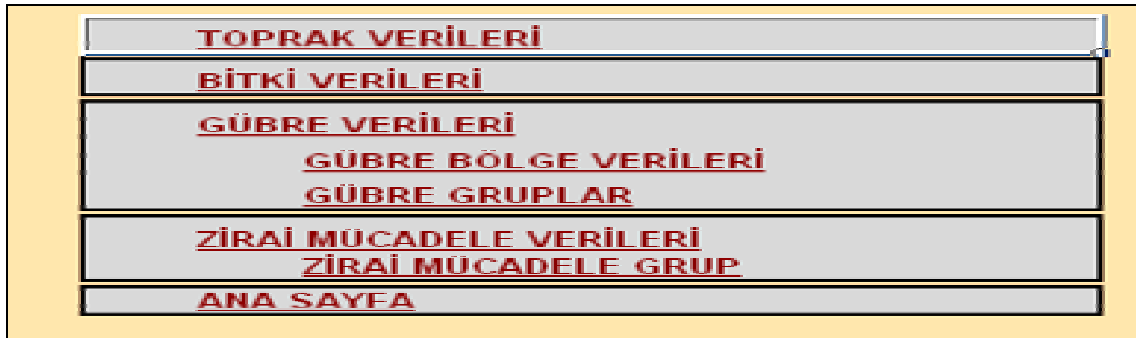 TOPRAK VERİLERİ
BİTKİ VERİLERİ
GÜBRE VERİLERİ
GÜBRE BÖLGE VERİLERİ
GÜBRE GRUPLAR
ZİRAİ MÜCADELE VERİLERİ
ZİRAİ MÜCADELE GRUP
ANA SAYFA